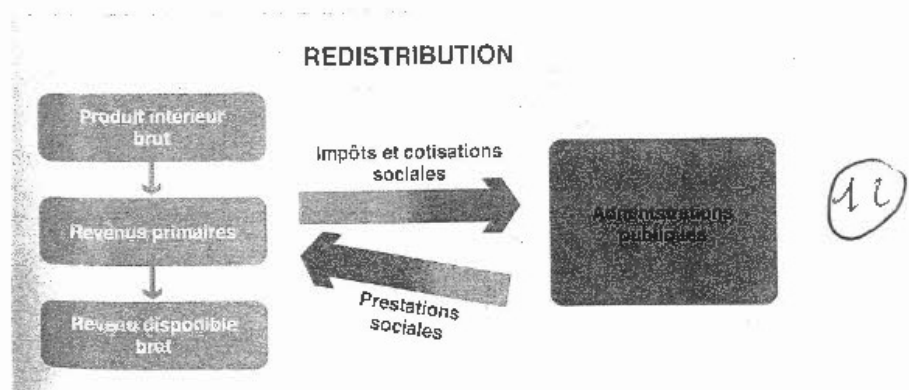 REDISTRIBUTION
Produit intérieur
brut
Impôts et cotisations
sociales
Revenus primaires
Administrations
publiques
Prestations
sociales
Revenu disponible
brut